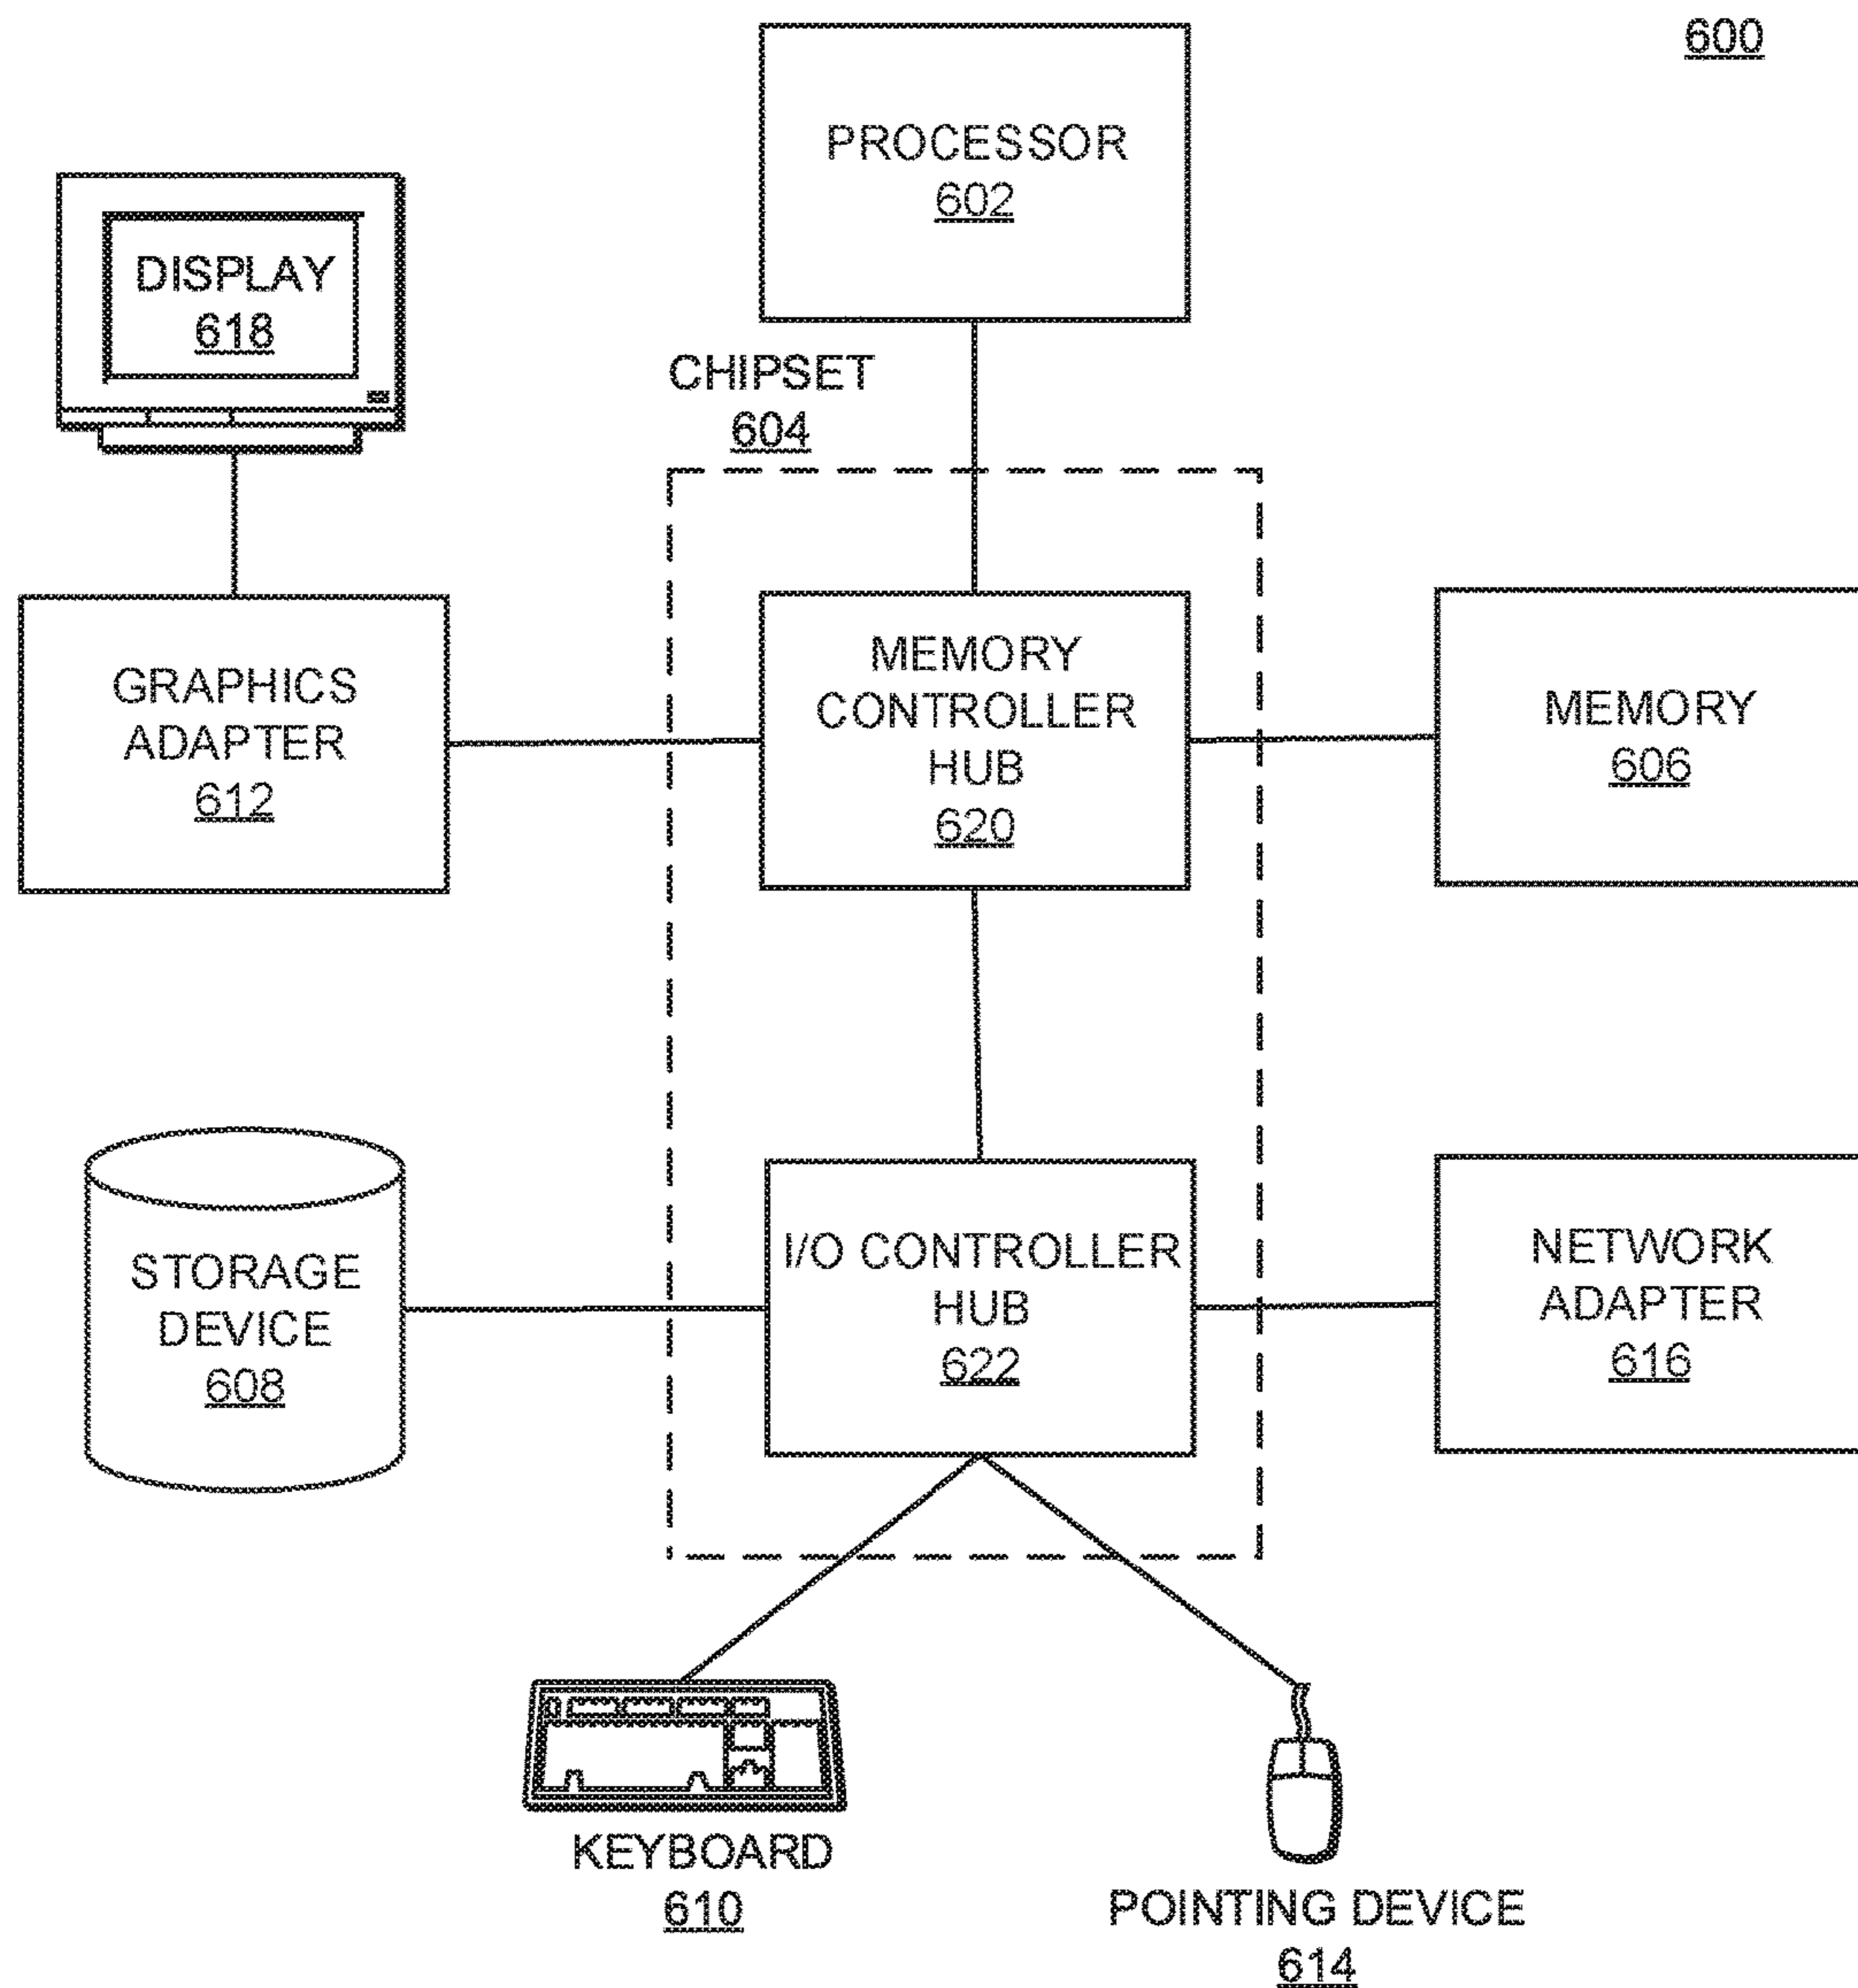 600
PROCESSOR
602
DISPLAY
618
CHIPSET
604
GRAPHICS
ADAPTER
612
MEMORY
CONTROLLER
HUB
620
MEMORY
606
STORAGE
DEVICE
608
I/O CONTROLLER
HUB
622
NETWORK
ADAPTER
616
KEYBOARD
610
POINTING DEVICE
614